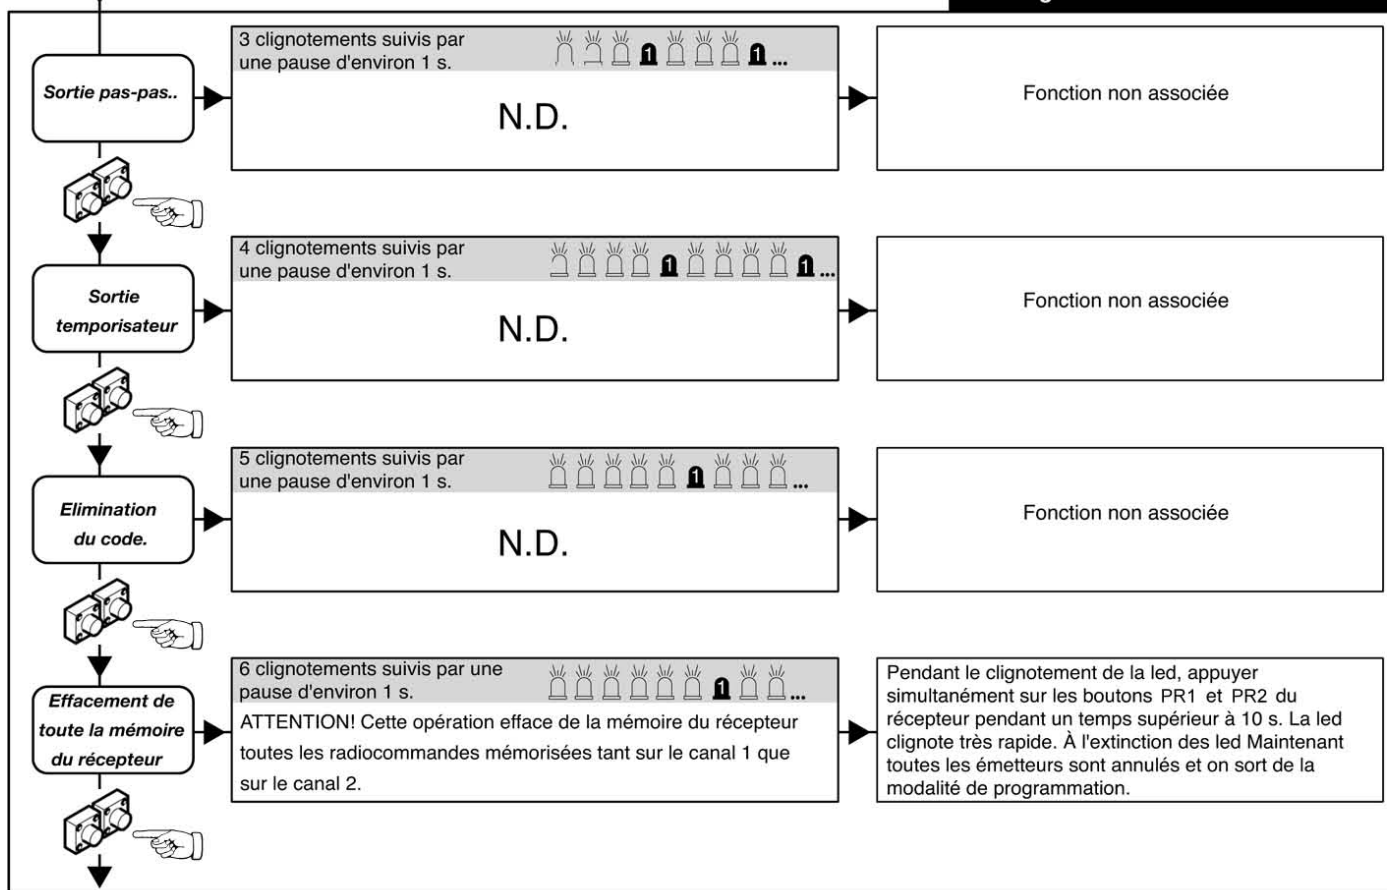 3 clignotements suivis par
une pause d'environ 1 s.
1
1
...
Sortie pas-pas..
N.D.
Fonction non associée
4 clignotements suivis par
une pause d'environ 1 s.
1
1
...
Sortie
temporisateur
N.D.
Fonction non associée
5 clignotements suivis par
une pause d'environ 1 s.
1
...
Elimination
du code.
N.D.
Fonction non associée
6 clignotements suivis par une
pause d'environ 1 s.
1
...
Effacement de
toute la mémoire
du récepteur
ATTENTION! Cette opération efface de la mémoire du récepteur
toutes les radiocommandes mémorisées tant sur le canal 1 que
sur le canal 2.
Pendant le clignotement de la led, appuyer
simultanément sur les boutons PR1 et PR2 du
récepteur pendant un temps supérieur à 10 s. La led
clignote très rapide. À l'extinction des led Maintenant
toutes les émetteurs sont annulés et on sort de la
modalité de programmation.